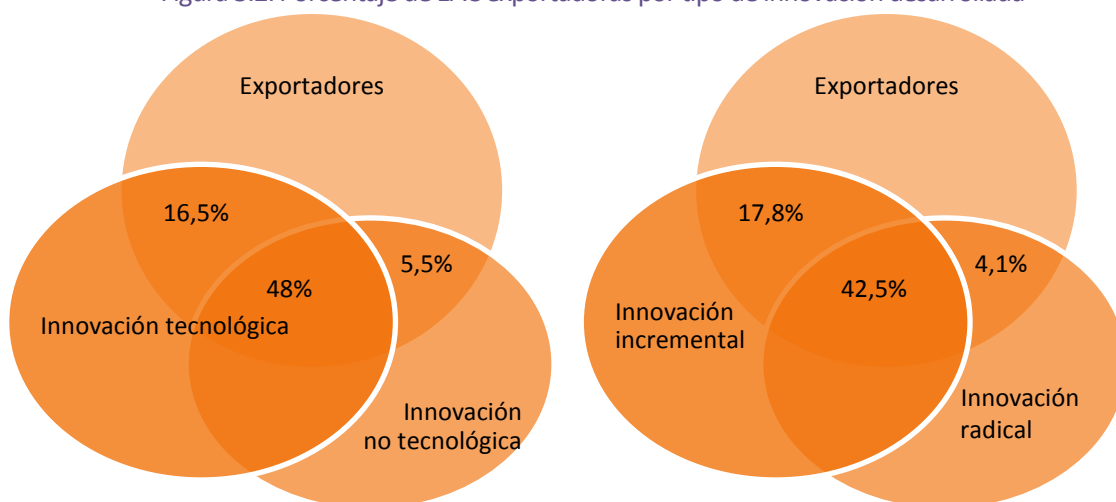 Exportadores
16,5%
5,5%
48%
Innovación tecnológica
Innovación
no tecnológica
Exportadores
17,8%
4,1%
42,5%
Innovación
incremental
Innovación
radical